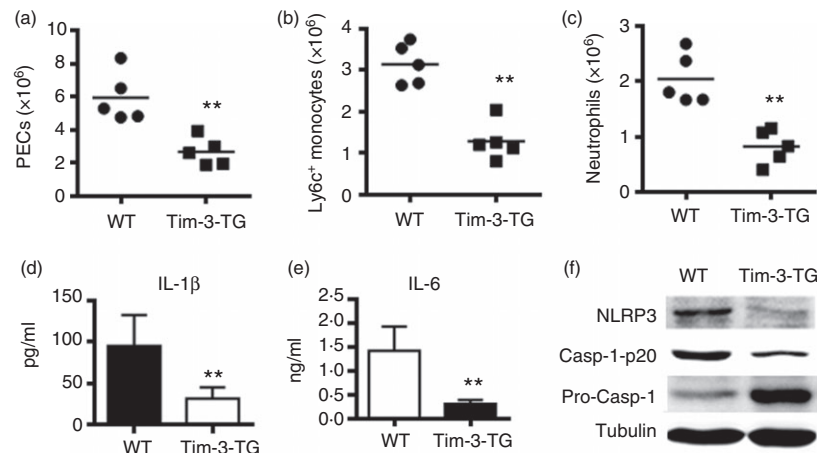 (a)
PECs (×10⁶)
10
8
6
4
2
0
**
WT Tim-3-TG
(b)
Ly6c⁺ monocytes (×10⁶)
4
3
2
1
0
**
WT Tim-3-TG
(c)
Neutrophils (×10⁶)
3
2
1
0
**
WT Tim-3-TG
(d)
IL-1β
pg/ml
150
100
50
0
**
WT Tim-3-TG
(e)
IL-6
ng/ml
2·5
2·0
1·5
1·0
0.5
0·0
**
WT Tim-3-TG
(f)
WT Tim-3-TG
NLRP3
Casp-1-p20
Pro-Casp-1
Tubulin